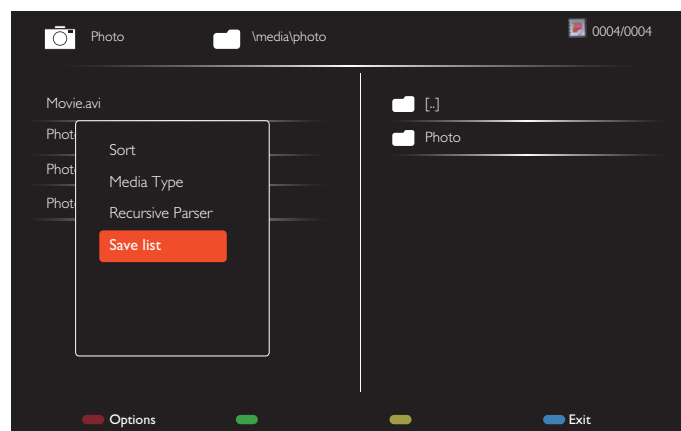 Photo
\media\photo
0004/0004
Movie.avi
Phot
Phot
Phot
Sort
Media Type
Recursive Parser
Save list
[..]
Photo
Options
Exit